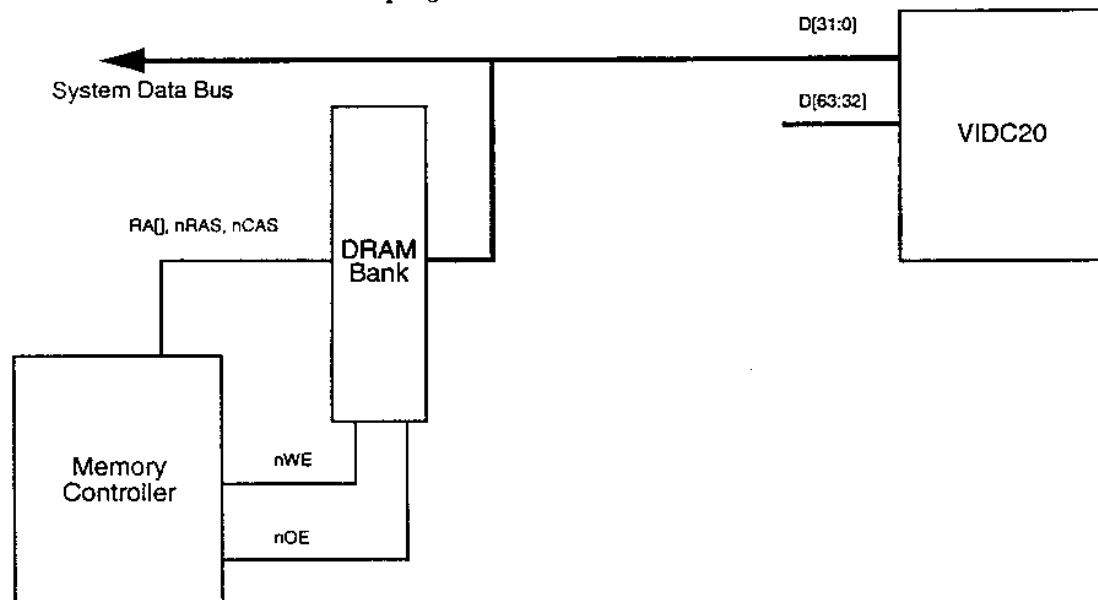 D[31:0]
System Data Bus
D[63:32]
VIDC20
RA[], nRAS, nCAS
DRAM
Bank
nWE
Memory
Controller
nOE